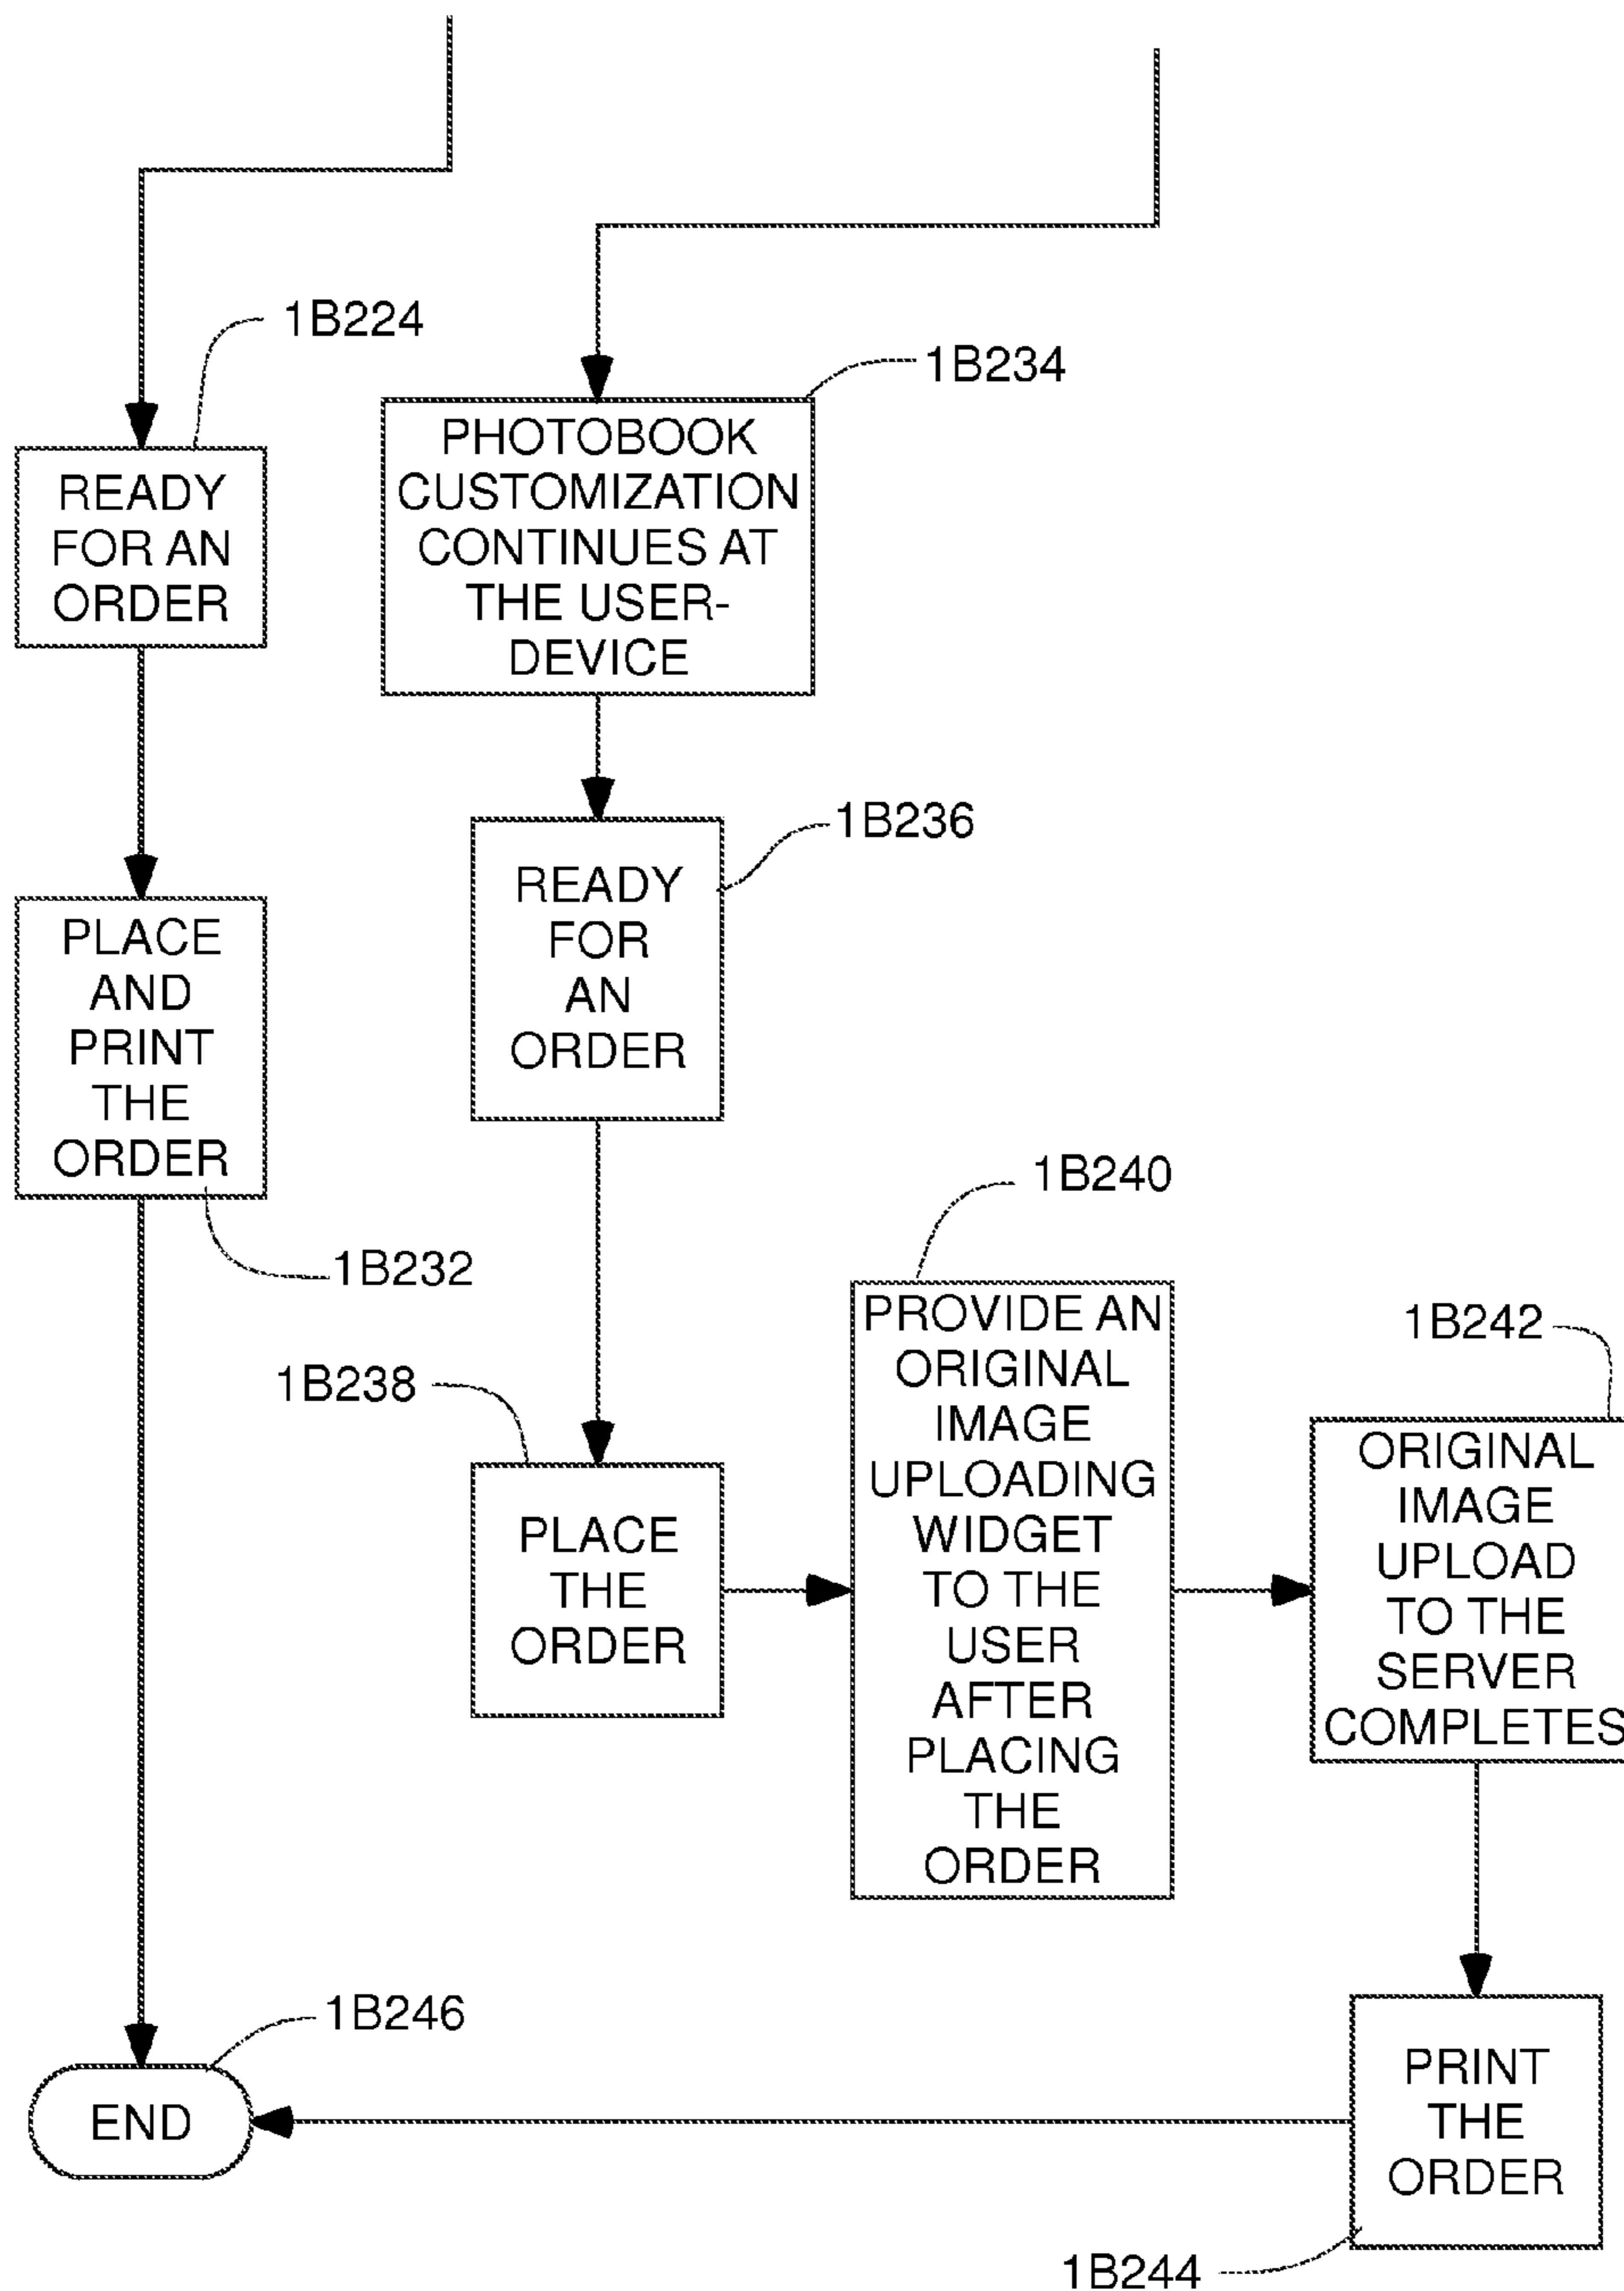 1B224
READY
FOR AN
ORDER
1B234
PHOTOBOOK
CUSTOMIZATION
CONTINUES AT
THE USER-
DEVICE
1B236
READY
FOR
AN
ORDER
PLACE
AND
PRINT
THE
ORDER
1B232
1B238
PLACE
THE
ORDER
1B240
PROVIDE AN
ORIGINAL
IMAGE
UPLOADING
WIDGET
TO THE
USER
AFTER
PLACING
THE
ORDER
1B242
ORIGINAL
IMAGE
UPLOAD
TO THE
SERVER
COMPLETES
1B246
END
PRINT
THE
ORDER
1B244